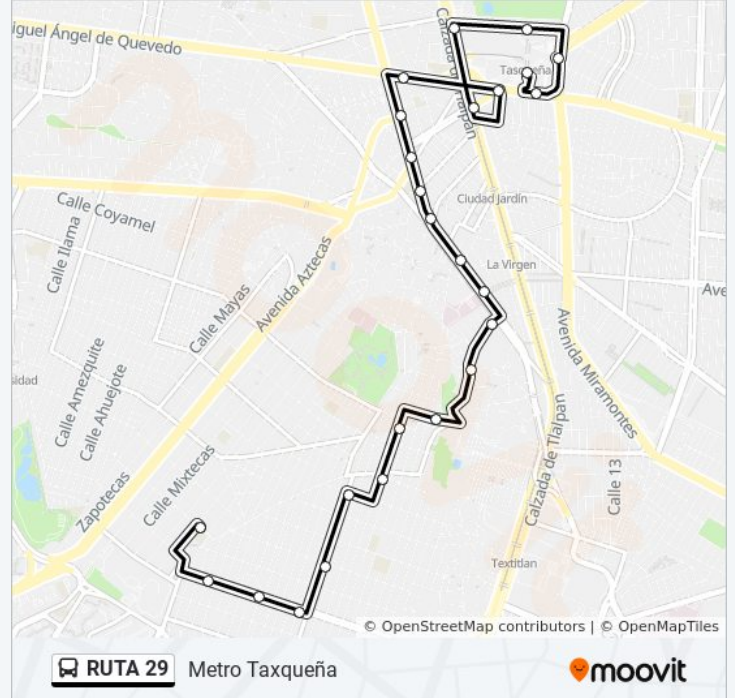 Miguel Ángel de Quevedo
Calzada de Tlalpan
Tasqueña
Calle Coyamel
Calle Ilama
Ciudad Jardín
La Virgen
Avenida Aztecas
Calle Mayas
Ave
Avenida Miramontes
sidad
Calle Amezquite
Calle Ahuejote
Calzada de Tlalpan
Calle Mixtecas
Calle 13
Zapotecas
Textitlan
© OpenStreetMap contributors | © OpenMapTiles
RUTA 29 Metro Taxqueña
moovit